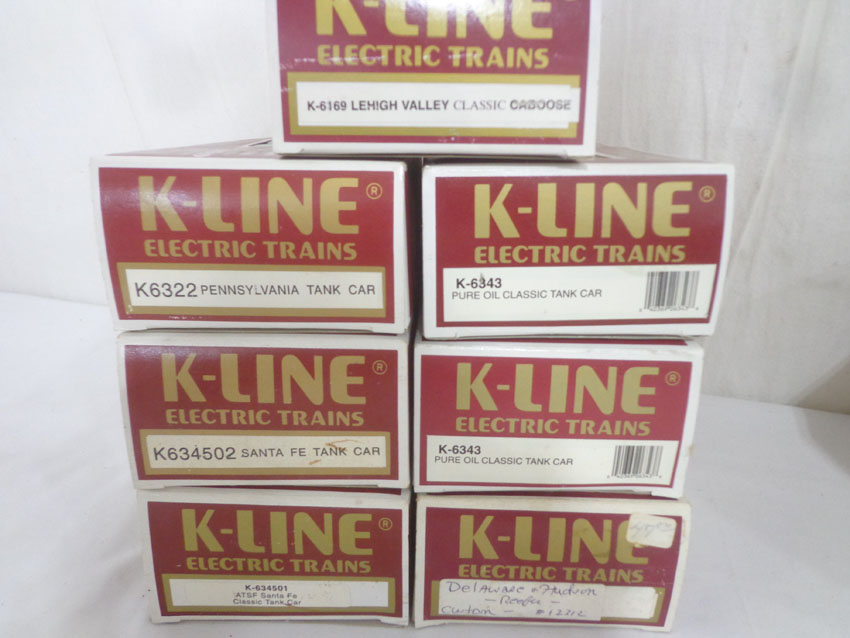 K-LINE
ELECTRIC TRAINS
K-6169 LEHIGH VALLEY CLASSIC CABOOSE
K-LINE®
ELECTRIC TRAINS
K6322 PENNSYLVANIA TANK CAR
K-LINE®
ELECTRIC TRAINS
K-6343
PURE OIL CLASSIC TANK CAR
K-LINE®
ELECTRIC TRAINS
K634502 SANTA FE TANK CAR
K-LINE®
ELECTRIC TRAINS
K-6343
PURE OIL CLASSIC TANK CAR
K-LINE®
ELECTRIC TRAINS
K-634501
ATSF Santa Fe
Classic Tank Car
K-LINE
ELECTRIC TRAINS
Delaware + Hudson
- Reefer -
Custom -